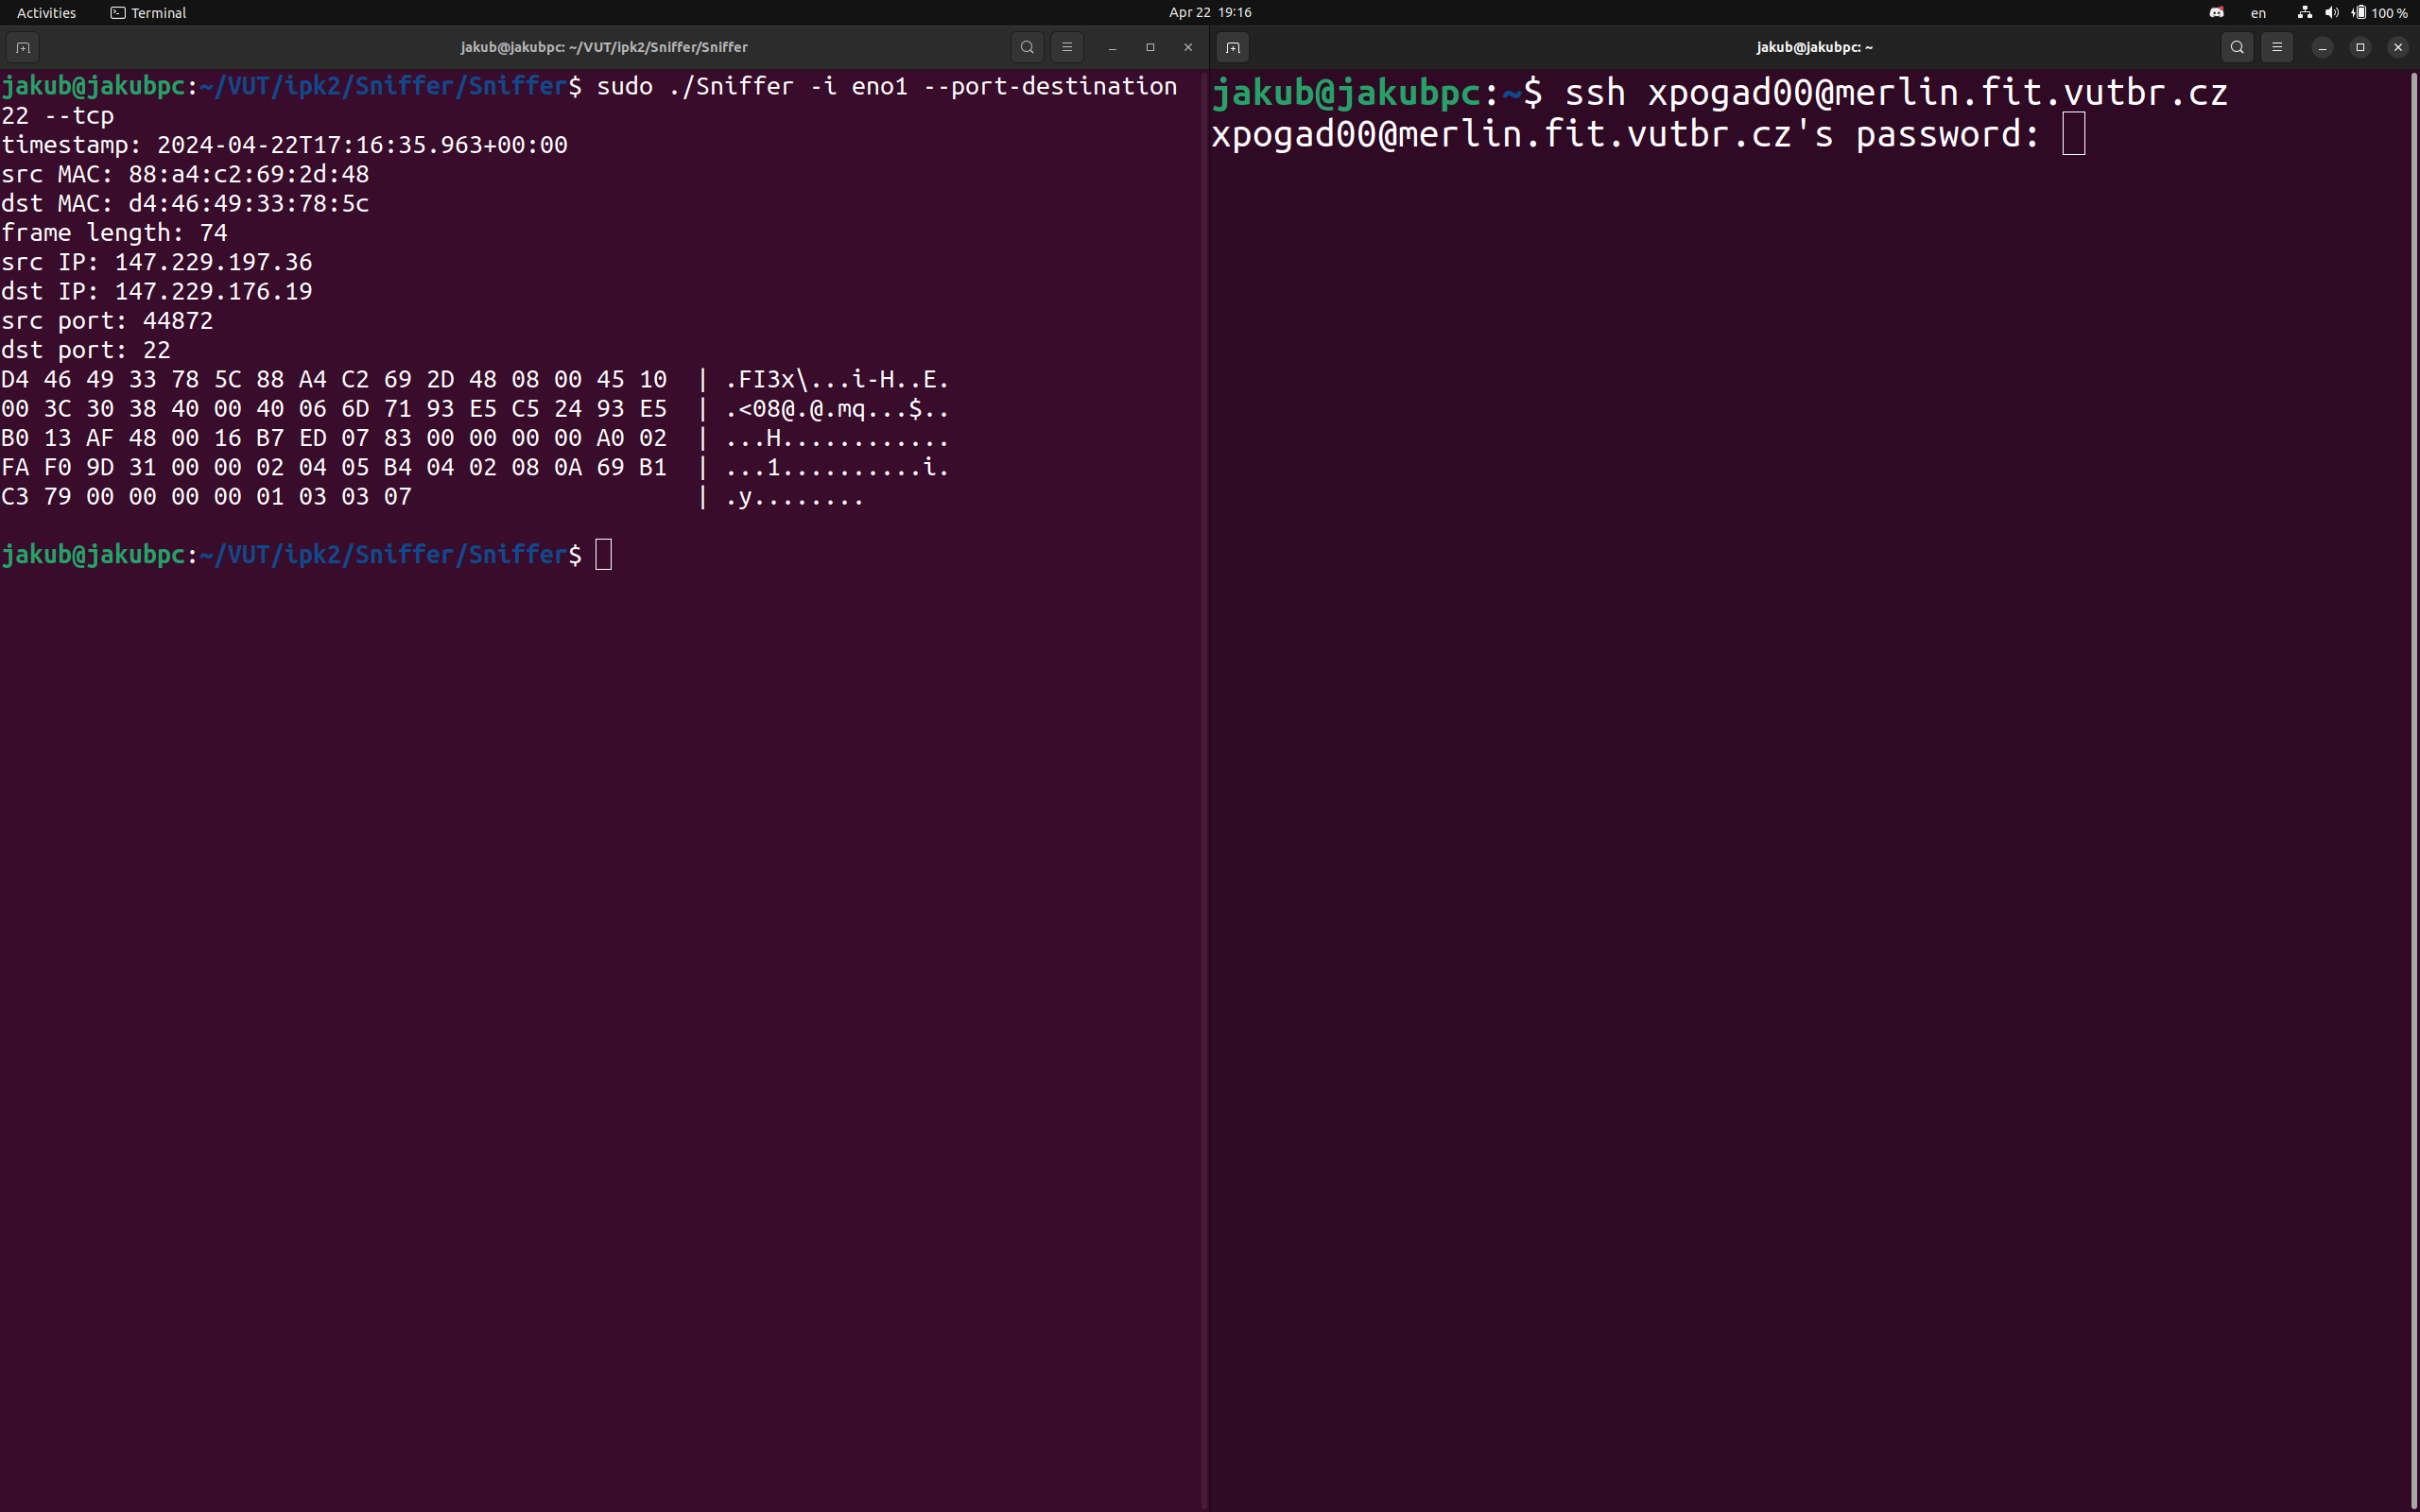 Activities Terminal Apr 22 19:16 en 100 %
jakub@jakubpc: ~/VUT/ipk2/Sniffer/Sniffer
jakub@jakubpc:~/VUT/ipk2/Sniffer/Sniffer$ sudo ./Sniffer -i eno1 --port-destination
22 --tcp
timestamp: 2024-04-22T17:16:35.963+00:00
src MAC: 88:a4:c2:69:2d:48
dst MAC: d4:46:49:33:78:5c
frame length: 74
src IP: 147.229.197.36
dst IP: 147.229.176.19
src port: 44872
dst port: 22
D4 46 49 33 78 5C 88 A4 C2 69 2D 48 08 00 45 10  | .FI3x\...i-H..E.
00 3C 30 38 40 00 40 06 6D 71 93 E5 C5 24 93 E5  | .<08@.@.mq...$..
B0 13 AF 48 00 16 B7 ED 07 83 00 00 00 00 A0 02  | ...H............
FA F0 9D 31 00 00 02 04 05 B4 04 02 08 0A 69 B1  | ...1..........i.
C3 79 00 00 00 00 01 03 03 07                    | .y........
jakub@jakubpc:~/VUT/ipk2/Sniffer/Sniffer$
jakub@jakubpc: ~
jakub@jakubpc:~$ ssh xpogad00@merlin.fit.vutbr.cz
xpogad00@merlin.fit.vutbr.cz's password: